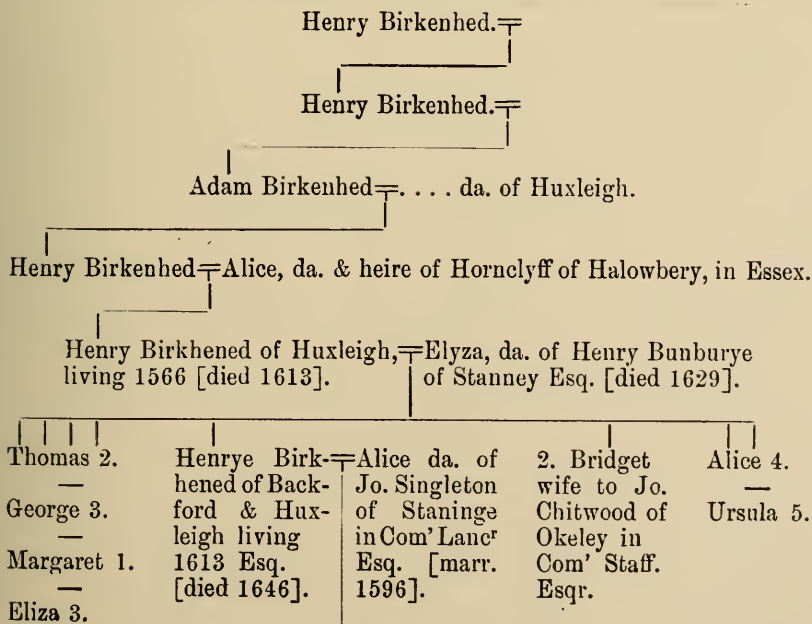 Henry Birkenhed.
Henry Birkenhed.
Adam Birkenhed . . . . da. of Huxleigh.
Henry Birkenhed Alice, da. & heire of Hornclyff of Halowbery, in Essex.
Henry Birkhened of Huxleigh,
living 1566 [died 1613].
Elyza, da. of Henry Bunburye
of Stanney Esq. [died 1629].
Thomas 2.
—
George 3.
—
Margaret 1.
—
Eliza 3.
Henrye Birk-
hened of Back-
ford & Hux-
leigh living
1613 Esq.
[died 1646].
Alice da. of
Jo. Singleton
of Staninge
in Com' Lancr
Esq. [marr.
1596].
2. Bridget
wife to Jo.
Chitwood of
Okeley in
Com' Staff.
Esqr.
Alice 4.
—
Ursula 5.